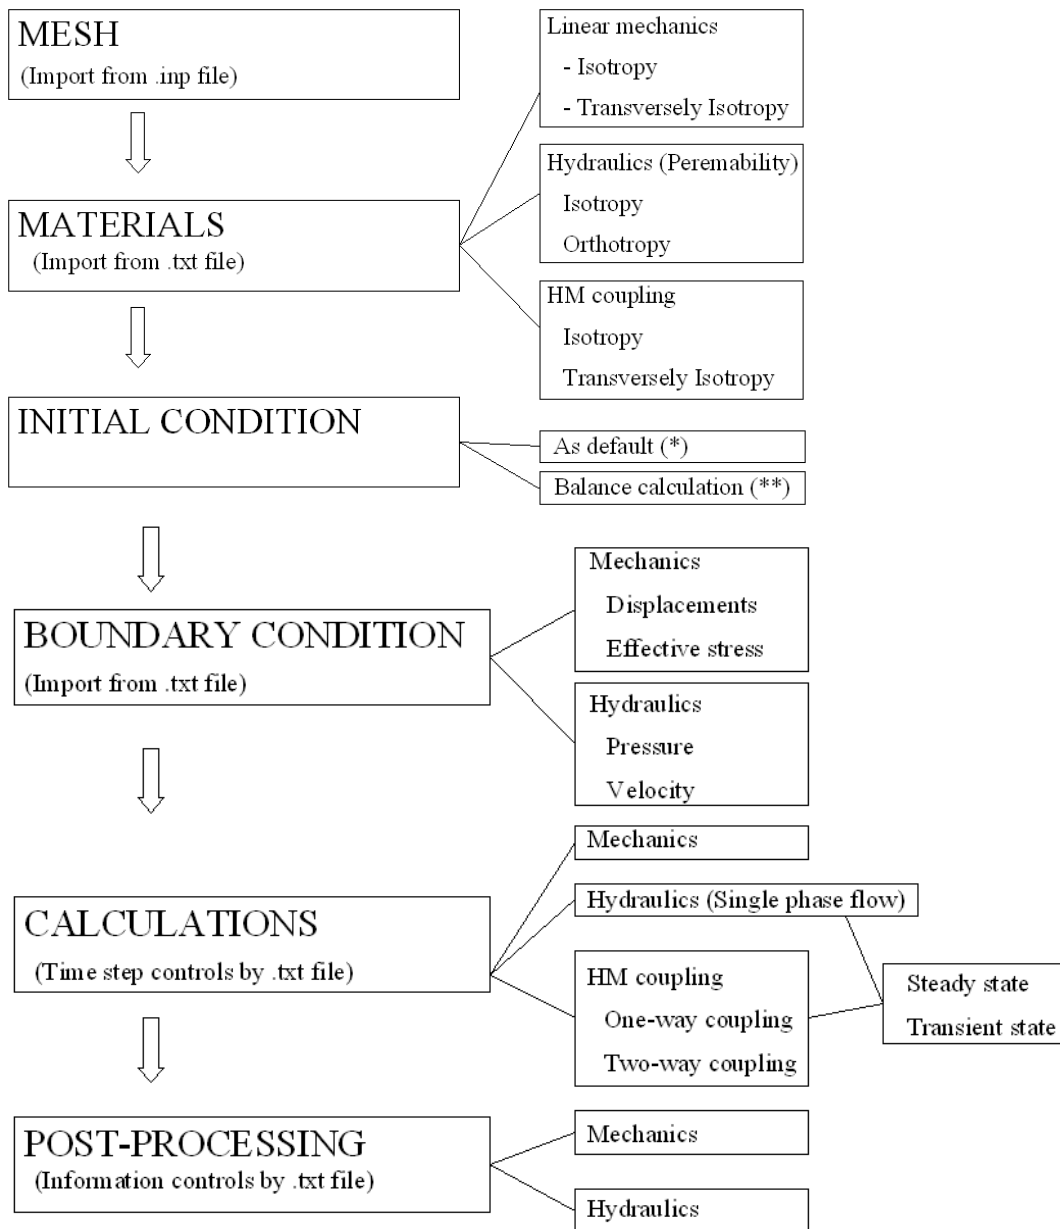 MESH
(Import from .inp file)
Linear mechanics
- Isotropy
- Transversely Isotropy
Hydraulics (Peremability)
Isotropy
Orthotropy
MATERIALS
(Import from .txt file)
HM coupling
Isotropy
Transversely Isotropy
INITIAL CONDITION
As default (*)
Balance calculation (**)
Mechanics
Displacements
Effective stress
BOUNDARY CONDITION
(Import from .txt file)
Hydraulics
Pressure
Velocity
Mechanics
Hydraulics (Single phase flow)
CALCULATIONS
(Time step controls by .txt file)
HM coupling
One-way coupling
Two-way coupling
Steady state
Transient state
POST-PROCESSING
(Information controls by .txt file)
Mechanics
Hydraulics